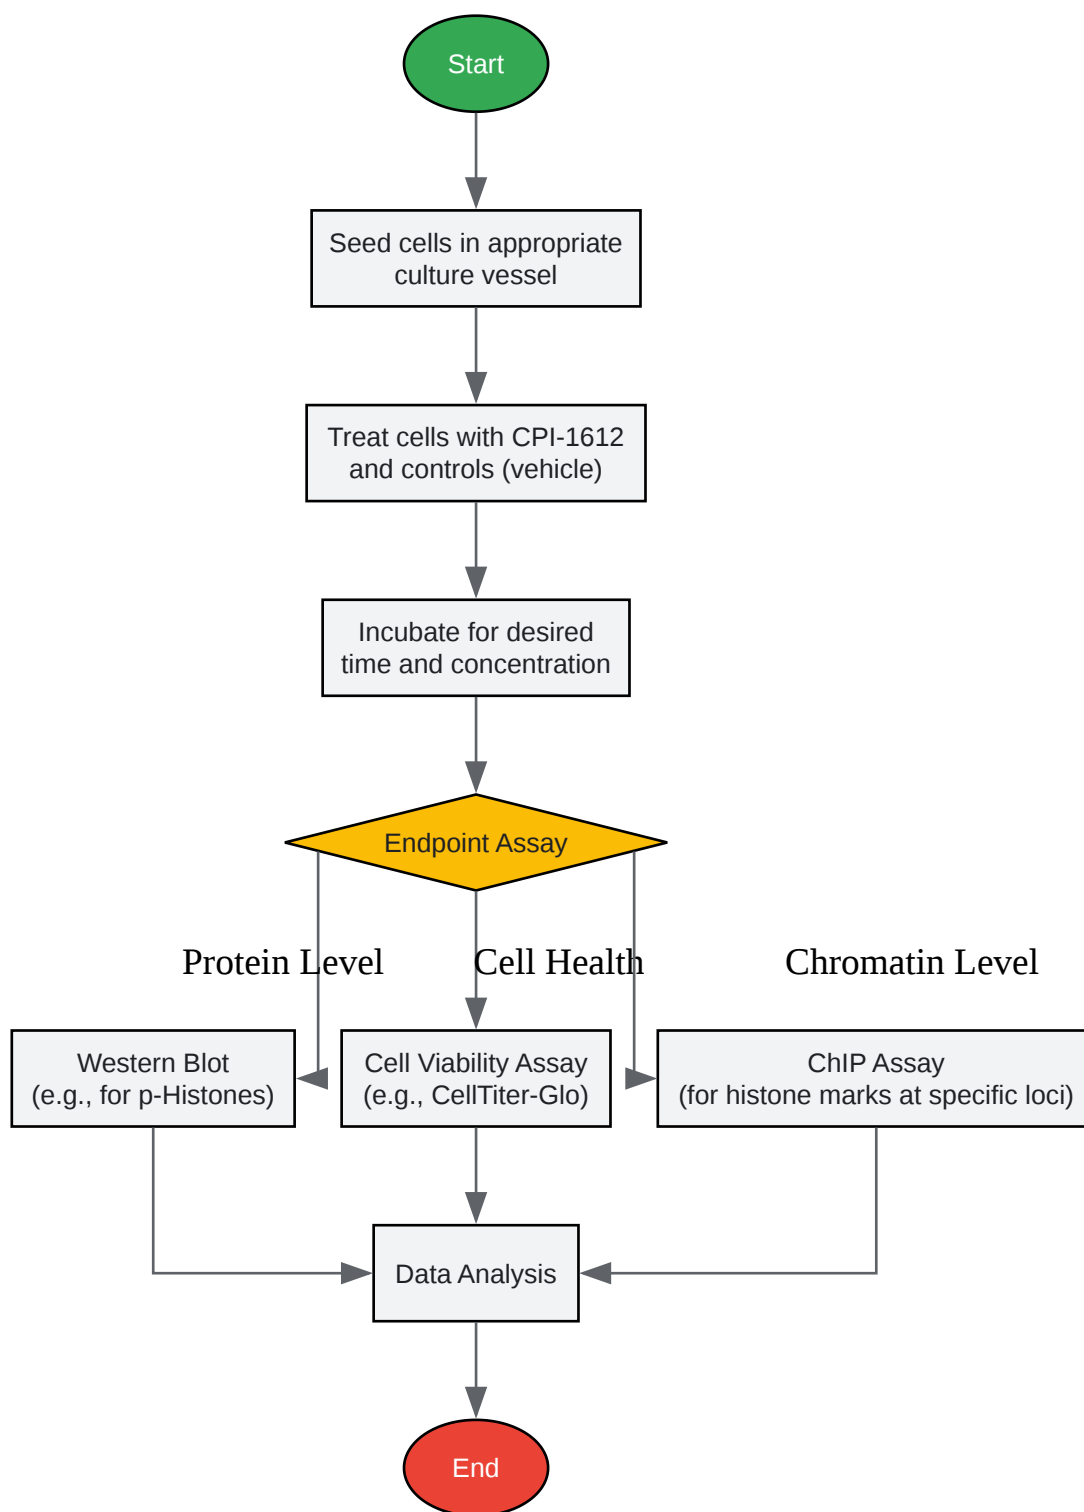 Start
Seed cells in appropriate
culture vessel
Treat cells with CPI-1612
and controls (vehicle)
Incubate for desired
time and concentration
Endpoint Assay
Protein Level
Cell Health
Chromatin Level
Western Blot
(e.g., for p-Histones)
Cell Viability Assay
(e.g., CellTiter-Glo)
ChIP Assay
(for histone marks at specific loci)
Data Analysis
End